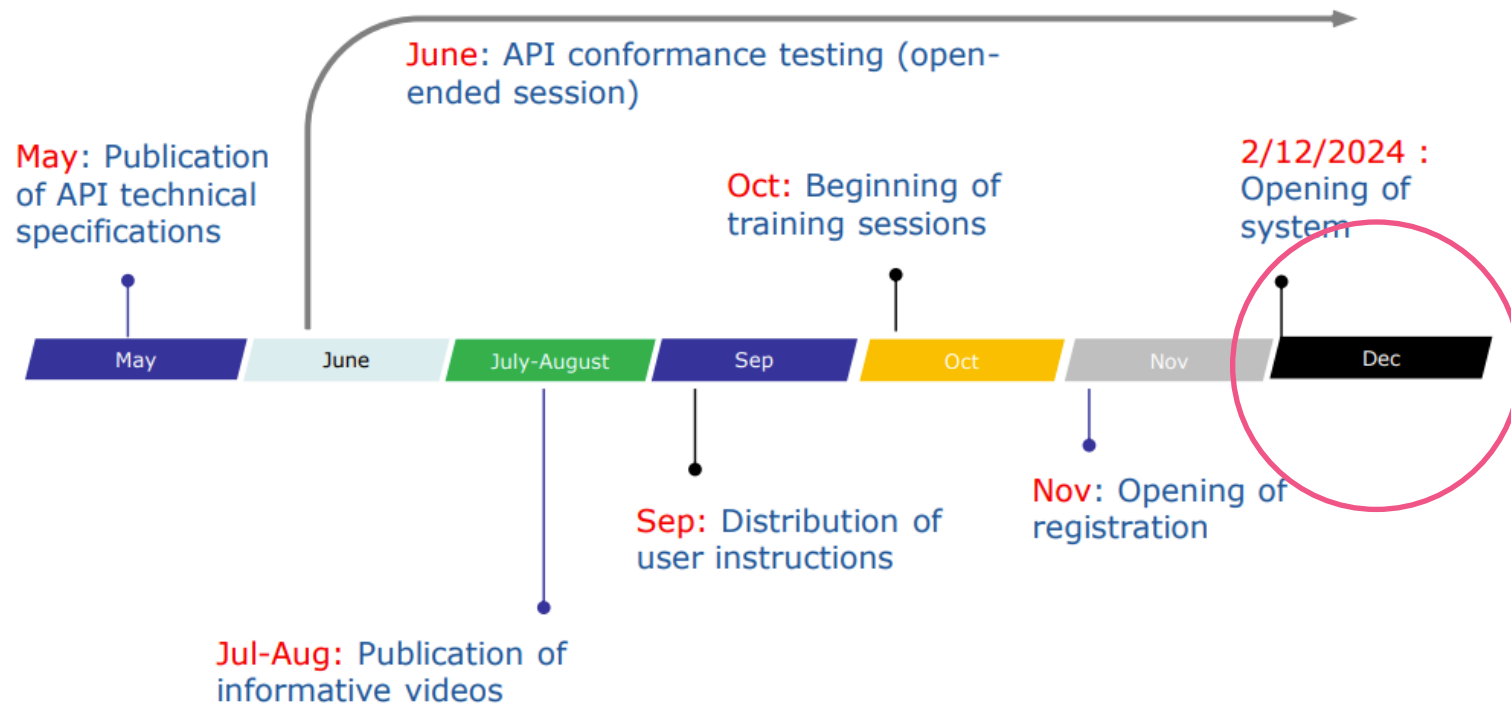 June: API conformance testing (open-
ended session)
May: Publication
of API technical
specifications
Oct: Beginning of
training sessions
2/12/2024 :
Opening of
system
May
June
July-August
Sep
Oct
Nov
Dec
Sep: Distribution of
user instructions
Nov: Opening of
registration
Jul-Aug: Publication of
informative videos